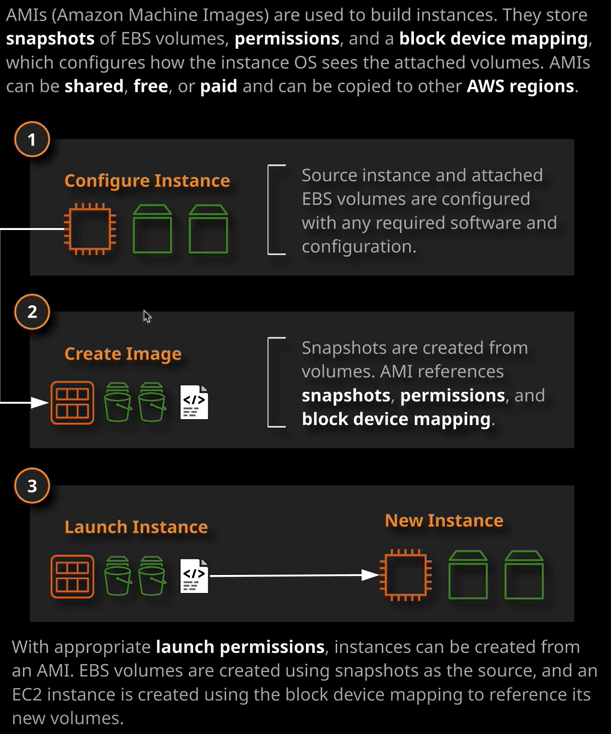 AMIs (Amazon Machine Images) are used to build instances. They store
snapshots of EBS volumes, permissions, and a block device mapping,
which configures how the instance OS sees the attached volumes. AMIs
can be shared, free, or paid and can be copied to other AWS regions.
1
Configure Instance
Source instance and attached
EBS volumes are configured
with any required software and
configuration.
2
Create Image
</>
Snapshots are created from
volumes. AMI references
snapshots, permissions, and
block device mapping.
3
Launch Instance
</>
New Instance
With appropriate launch permissions, instances can be created from
an AMI. EBS volumes are created using snapshots as the source, and an
EC2 instance is created using the block device mapping to reference its
new volumes.